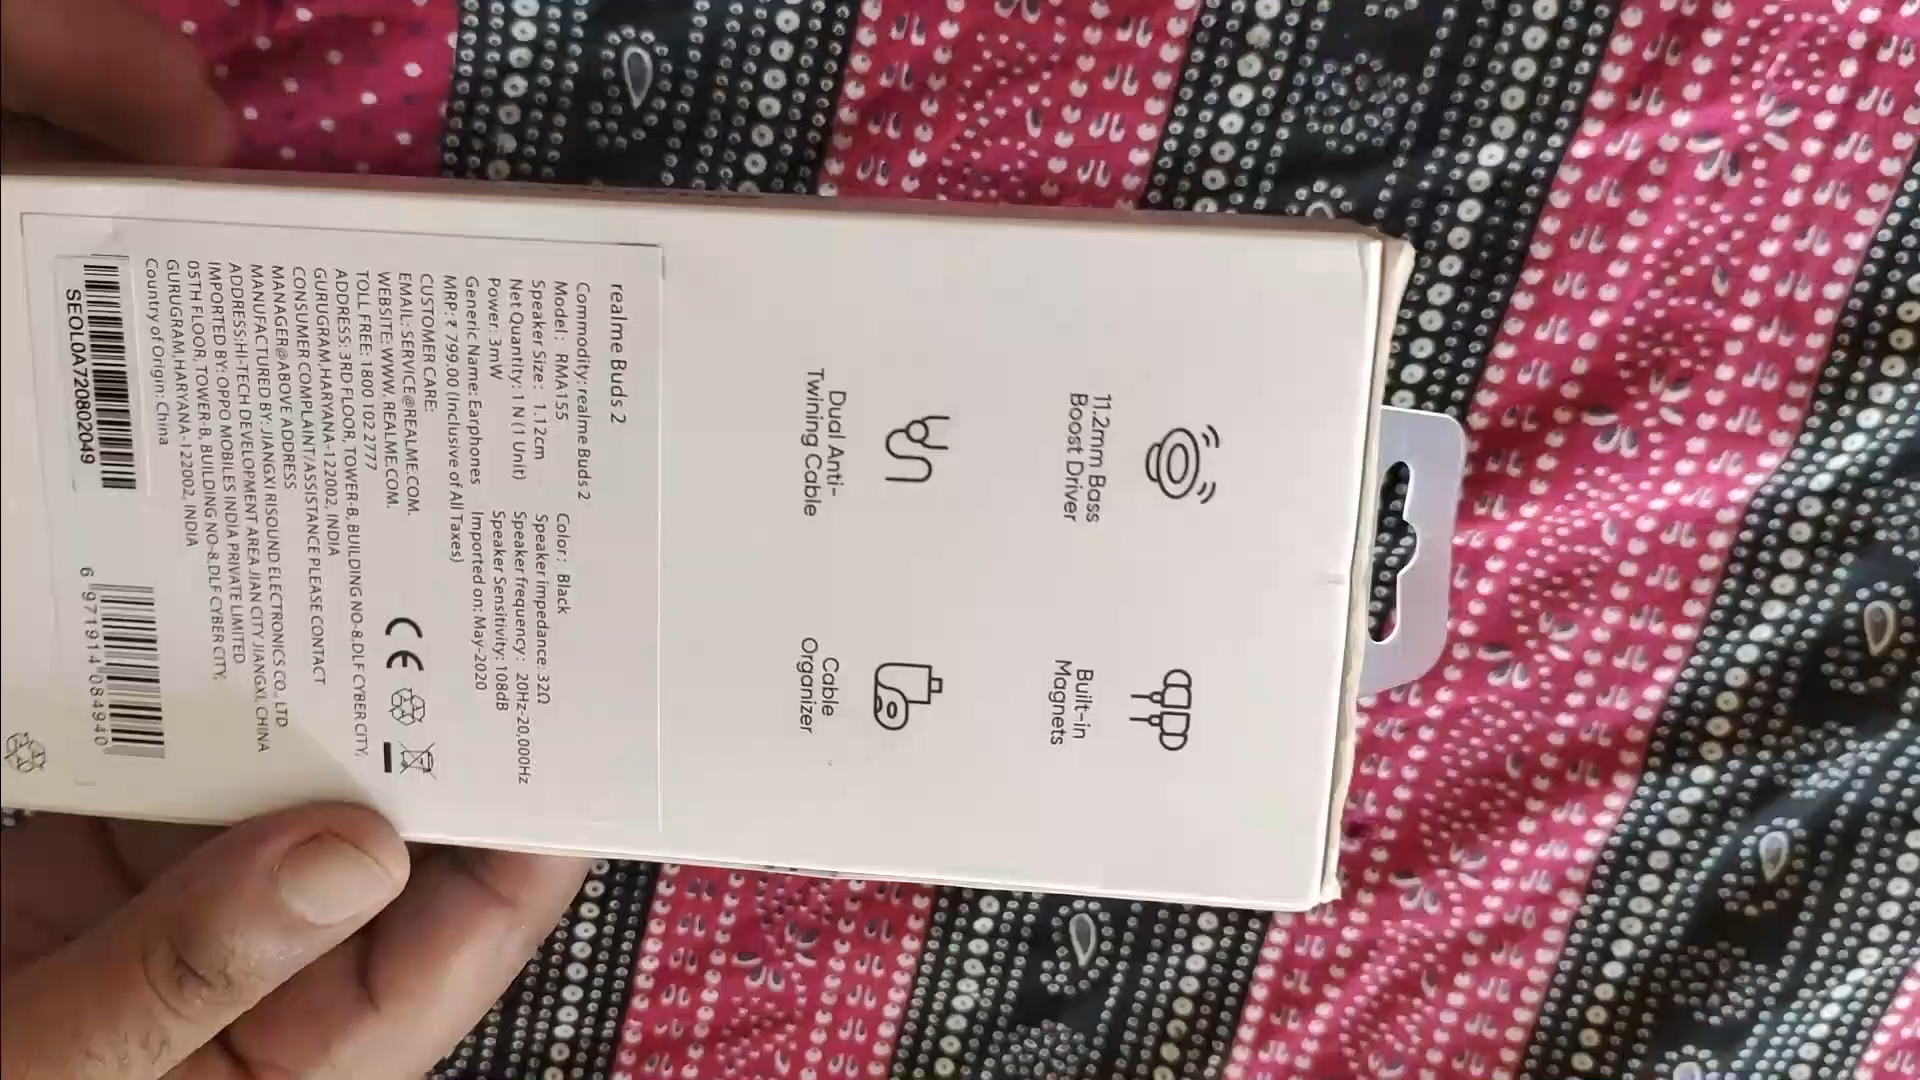 11.2mm Bass
Boost Driver
Built-in
Magnets
Dual Anti-
Twining Cable
Cable
Organizer
realme Buds 2
Commodity: realme Buds 2
Model: RMA155
Color: Black
Speaker Size: 1.12cm
Speaker impedance: 32Ω
Net Quantity: 1 N (1 Unit)
Speaker frequency: 20Hz-20,000Hz
Power: 3mW
Speaker Sensitivity: 108dB
Generic Name: Earphones
Imported on: May-2020
MRP: ₹ 799.00 (Inclusive of All Taxes)
CUSTOMER CARE:
EMAIL: SERVICE@REALME.COM.
WEBSITE: WWW. REALME.COM.
TOLL FREE: 1800 102 2777
ADDRESS: 3RD FLOOR, TOWER-B, BUILDING NO-8.DLF CYBER CITY,
GURUGRAM,HARYANA-122002, INDIA
CONSUMER COMPLAINT/ASSISTANCE PLEASE CONTACT
MANAGER@ABOVE ADDRESS
MANUFACTURED BY: JIANGXI RISOUND ELECTRONICS CO., LTD
ADDRESS:HI-TECH DEVELOPMENT AREA JIAN CITY JIANGXI, CHINA
IMPORTED BY: OPPO MOBILES INDIA PRIVATE LIMITED
05TH FLOOR, TOWER-B, BUILDING NO-8.DLF CYBER CITY,
GURUGRAM,HARYANA-122002, INDIA
Country of Origin: China
CE
SEOL0A720802049
6 971914 084940